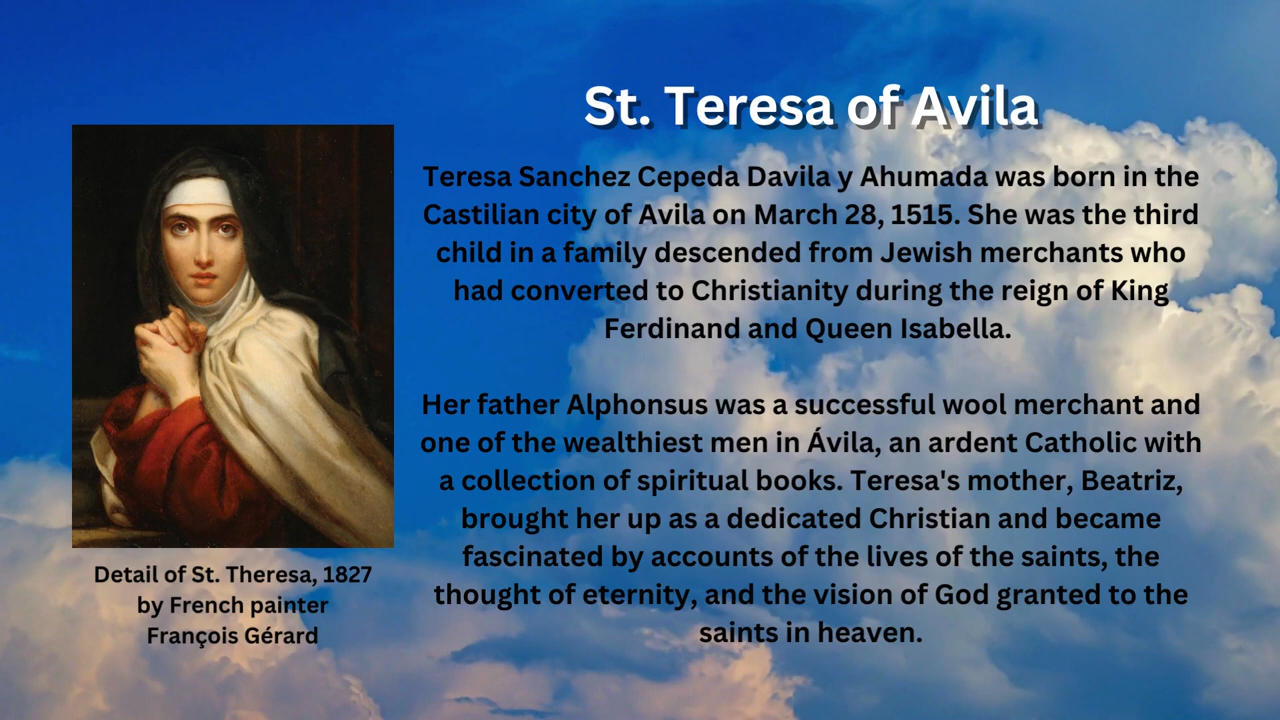 St. Teresa of Avila
Teresa Sanchez Cepeda Davila y Ahumada was born in the
Castilian city of Avila on March 28, 1515. She was the third
child in a family descended from Jewish merchants who
had converted to Christianity during the reign of King
Ferdinand and Queen Isabella.
Her father Alphonsus was a successful wool merchant and
one of the wealthiest men in Ávila, an ardent Catholic with
a collection of spiritual books. Teresa's mother, Beatriz,
brought her up as a dedicated Christian and became
fascinated by accounts of the lives of the saints, the
thought of eternity, and the vision of God granted to the
saints in heaven.
Detail of St. Theresa, 1827
by French painter
François Gérard